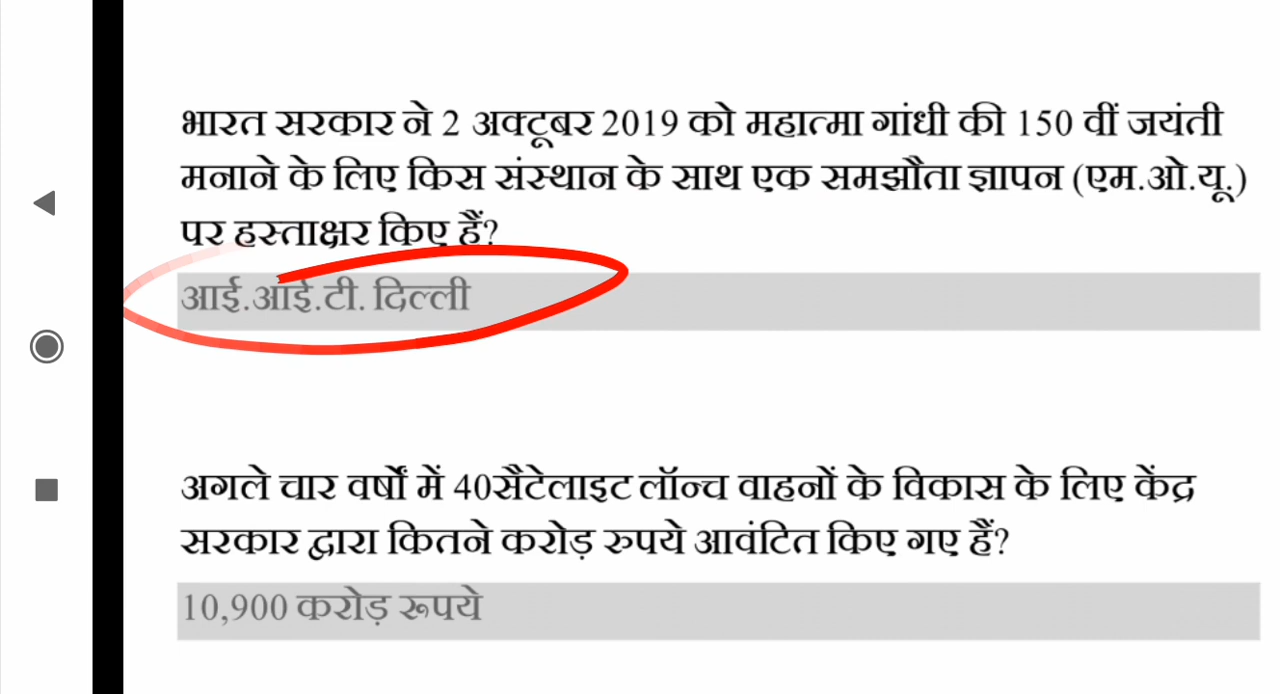 भारत सरकार ने 2 अक्टूबर 2019 को महात्मा गांधी की 150 वीं जयंती
मनाने के लिए किस संस्थान के साथ एक समझौता ज्ञापन (एम.ओ.यू.)
पर हस्ताक्षर किए हैं?
आई.आई.टी. दिल्ली
अगले चार वर्षों में 40सैटेलाइट लॉन्च वाहनों के विकास के लिए केंद्र
सरकार द्वारा कितने करोड़ रुपये आवंटित किए गए हैं?
10,900 करोड़ रूपये